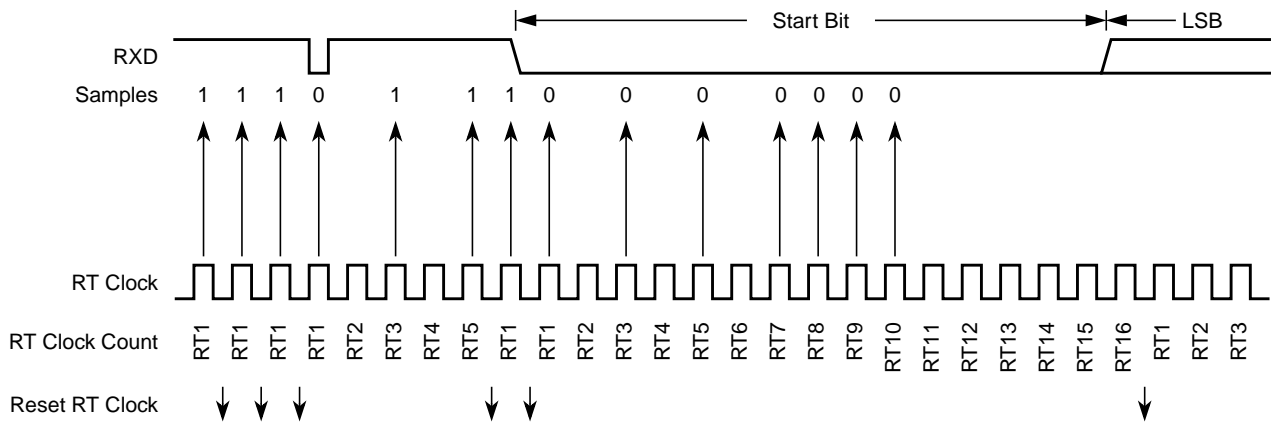 Start Bit LSB
RXD
Samples 1 1 1 0 1 1 1 0 0 0 0 0 0 0
RT Clock
RT Clock Count RT1 RT1 RT1 RT1 RT2 RT3 RT4 RT5 RT1 RT1 RT2 RT3 RT4 RT5 RT6 RT7 RT8 RT9 RT10 RT11 RT12 RT13 RT14 RT15 RT16 RT1 RT2 RT3
Reset RT Clock